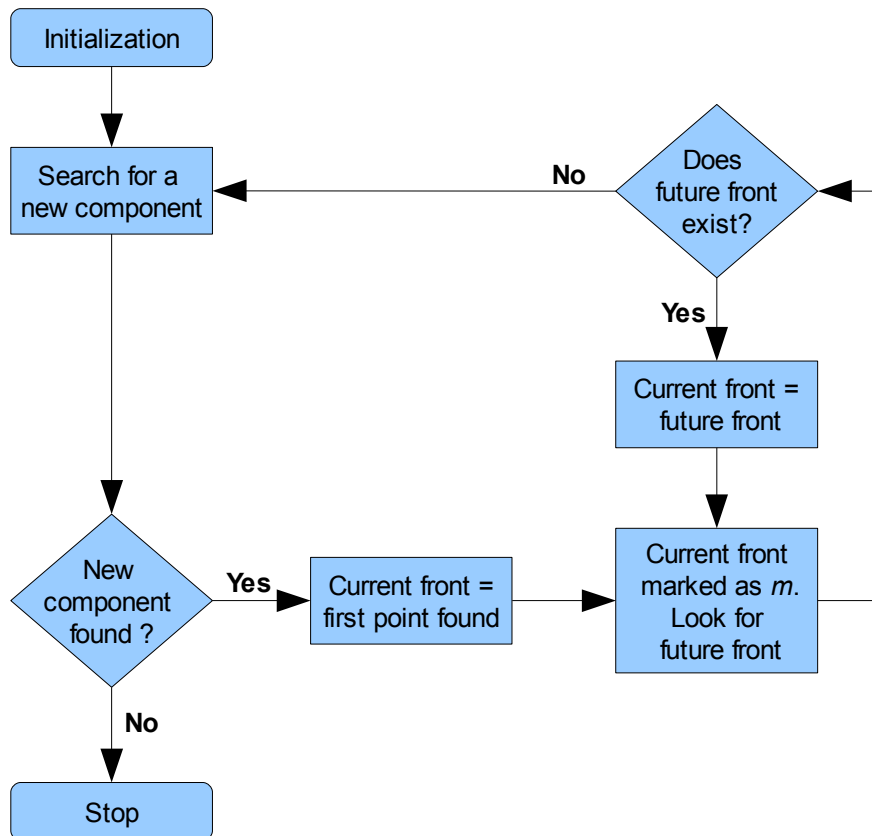 Initialization
Search for a
new component
No
Does
future front
exist?
Yes
Current front =
future front
New
component
found ?
Yes
Current front =
first point found
Current front
marked as m.
Look for
future front
No
Stop